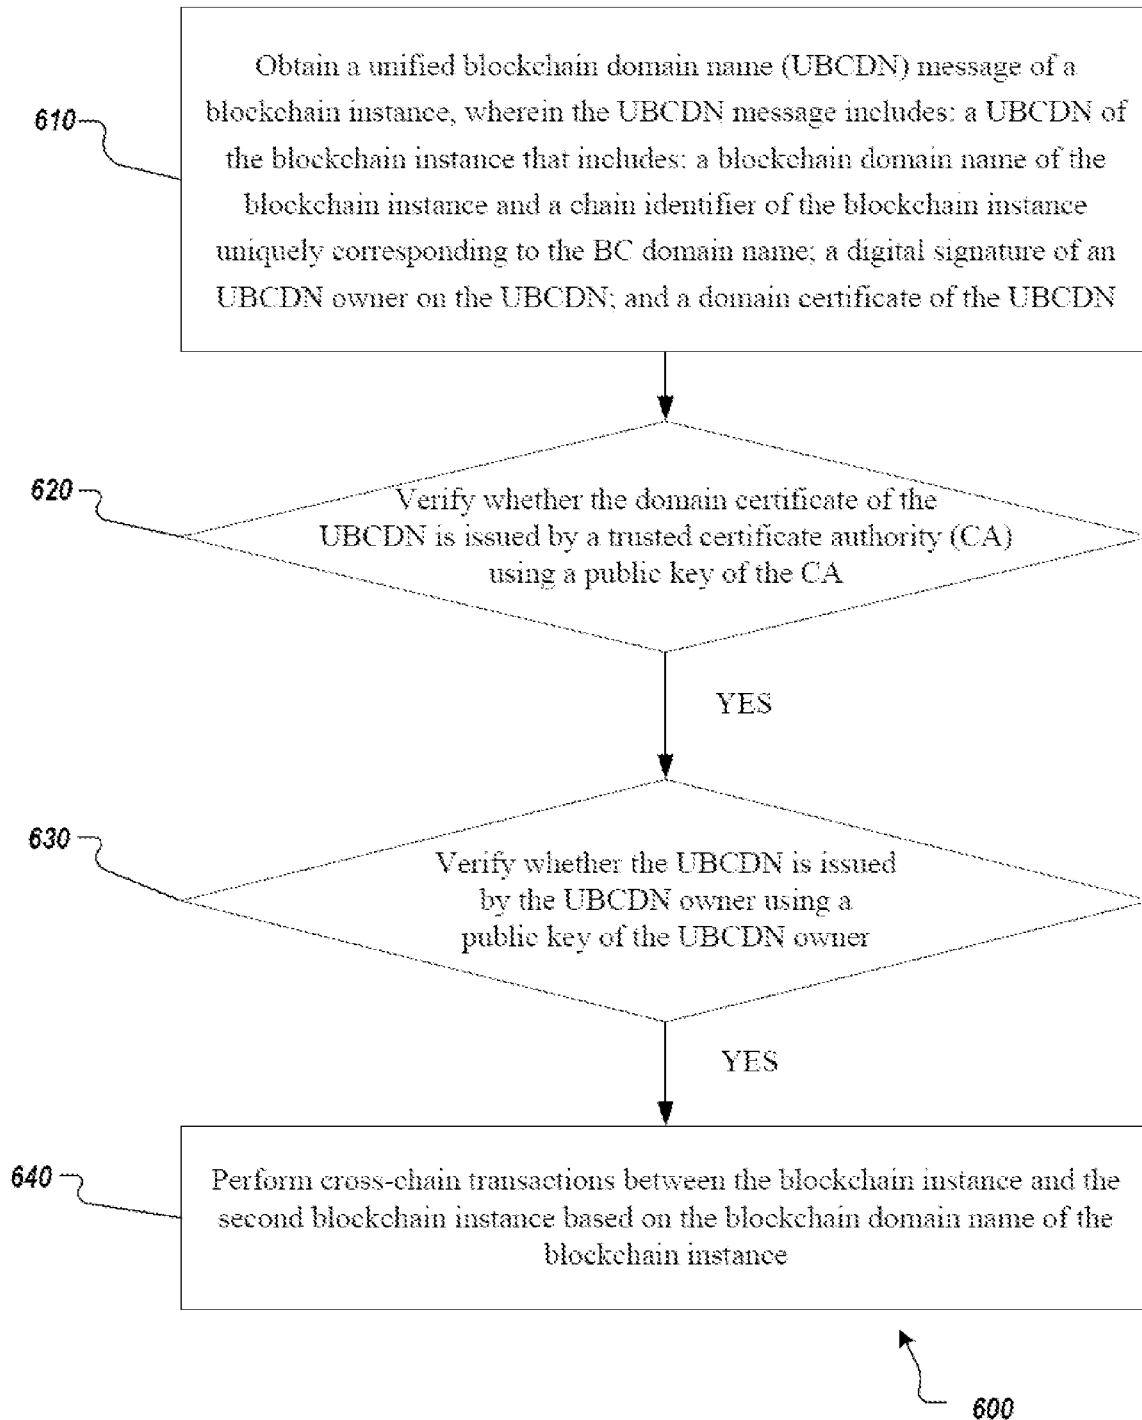 Obtain a unified blockchain domain name (UBCDN) message of a
610
blockchain instance, wherein the UBCDN message includes: a UBCDN of
the blockchain instance that includes: a blockchain domain name of the
blockchain instance and a chain identifier of the blockchain instance
uniquely corresponding to the BC domain name; a digital signature of an
UBCDN owner on the UBCDN; and a domain certificate of the UBCDN
620
Verify whether the domain certificate of the
UBCDN is issued by a trusted certificate authority (CA)
using a public key of the CA
YES
630
Verify whether the UBCDN is issued
by the UBCDN owner using a
public key of the UBCDN owner
YES
640
Perform cross-chain transactions between the blockchain instance and the
second blockchain instance based on the blockchain domain name of the
blockchain instance
600